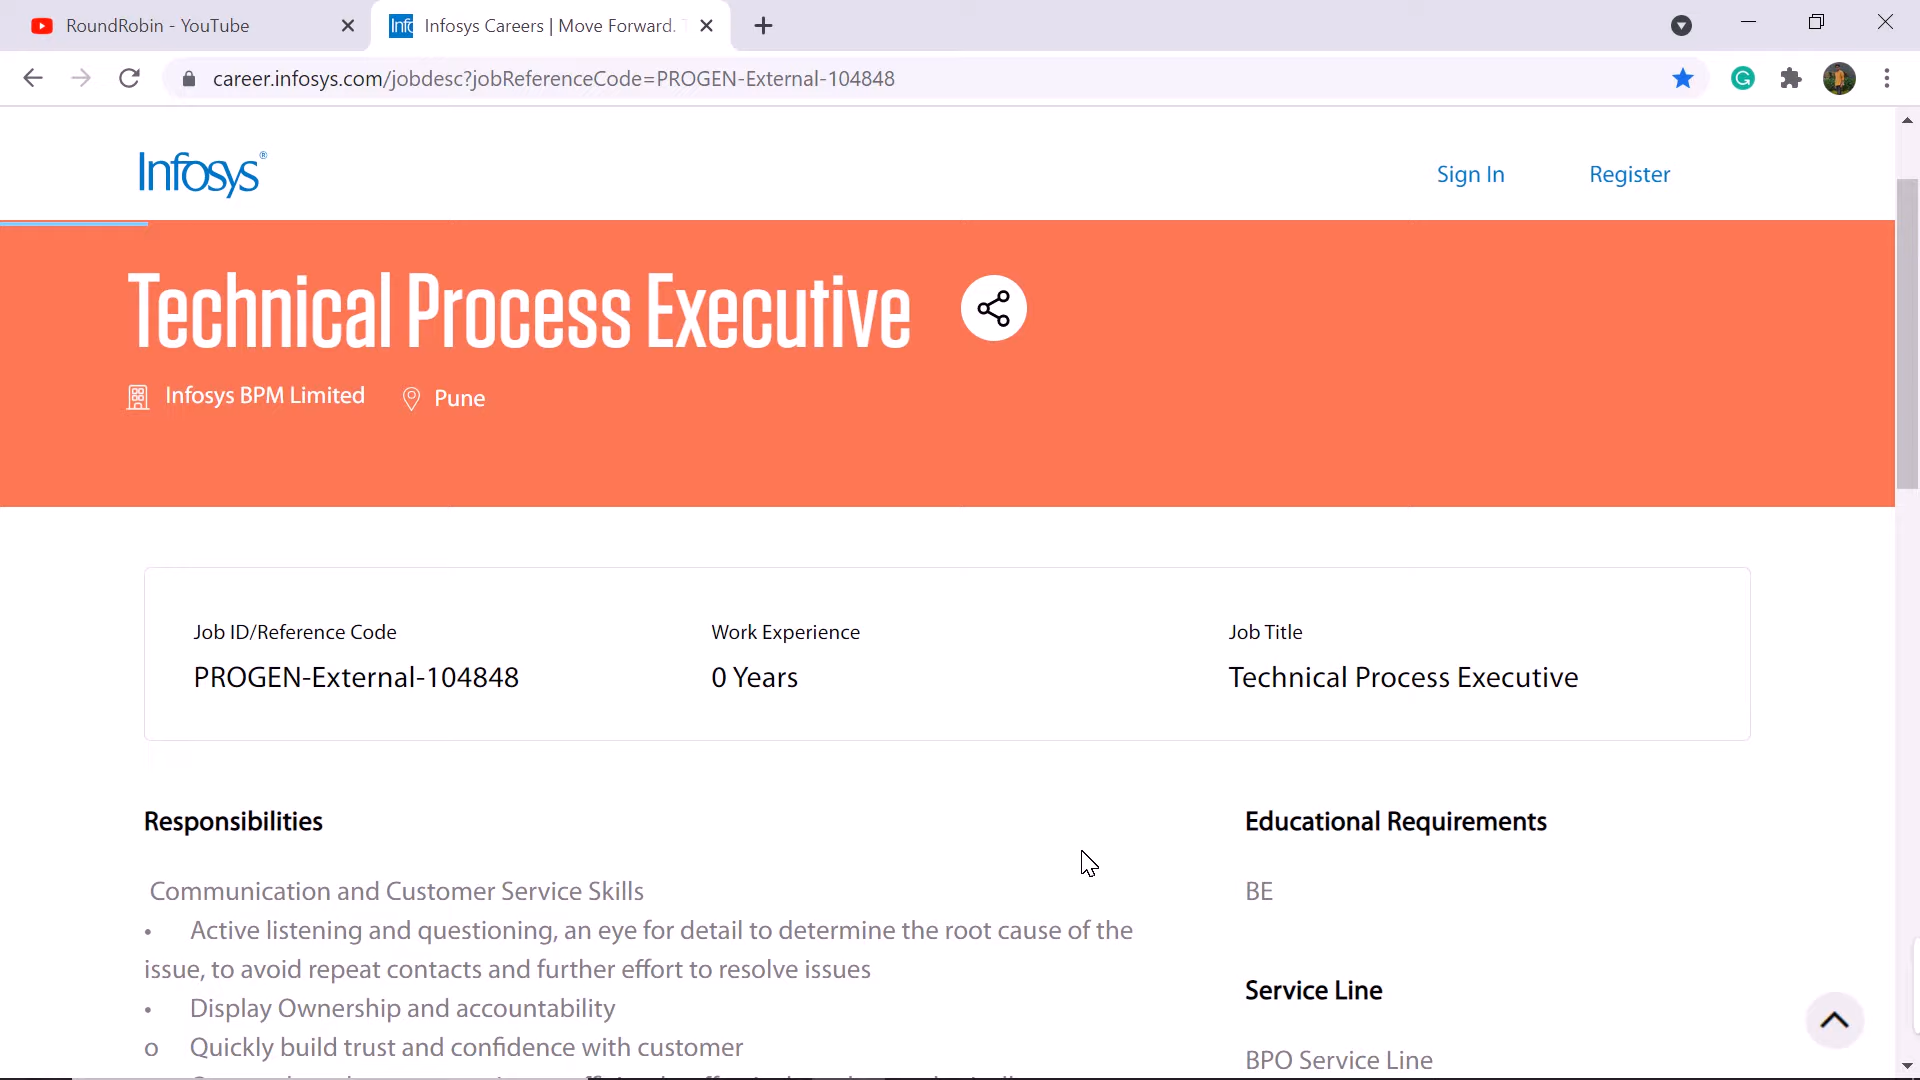 RoundRobin - YouTube
Infosys Careers | Move Forward.
career.infosys.com/jobdesc?jobReferenceCode=PROGEN-External-104848
Infosys®
Sign In
Register
Technical Process Executive
Infosys BPM Limited
Pune
Job ID/Reference Code
Work Experience
Job Title
PROGEN-External-104848
0 Years
Technical Process Executive
Responsibilities
Communication and Customer Service Skills
• Active listening and questioning, an eye for detail to determine the root cause of the
issue, to avoid repeat contacts and further effort to resolve issues
• Display Ownership and accountability
o Quickly build trust and confidence with customer
Educational Requirements
BE
Service Line
BPO Service Line